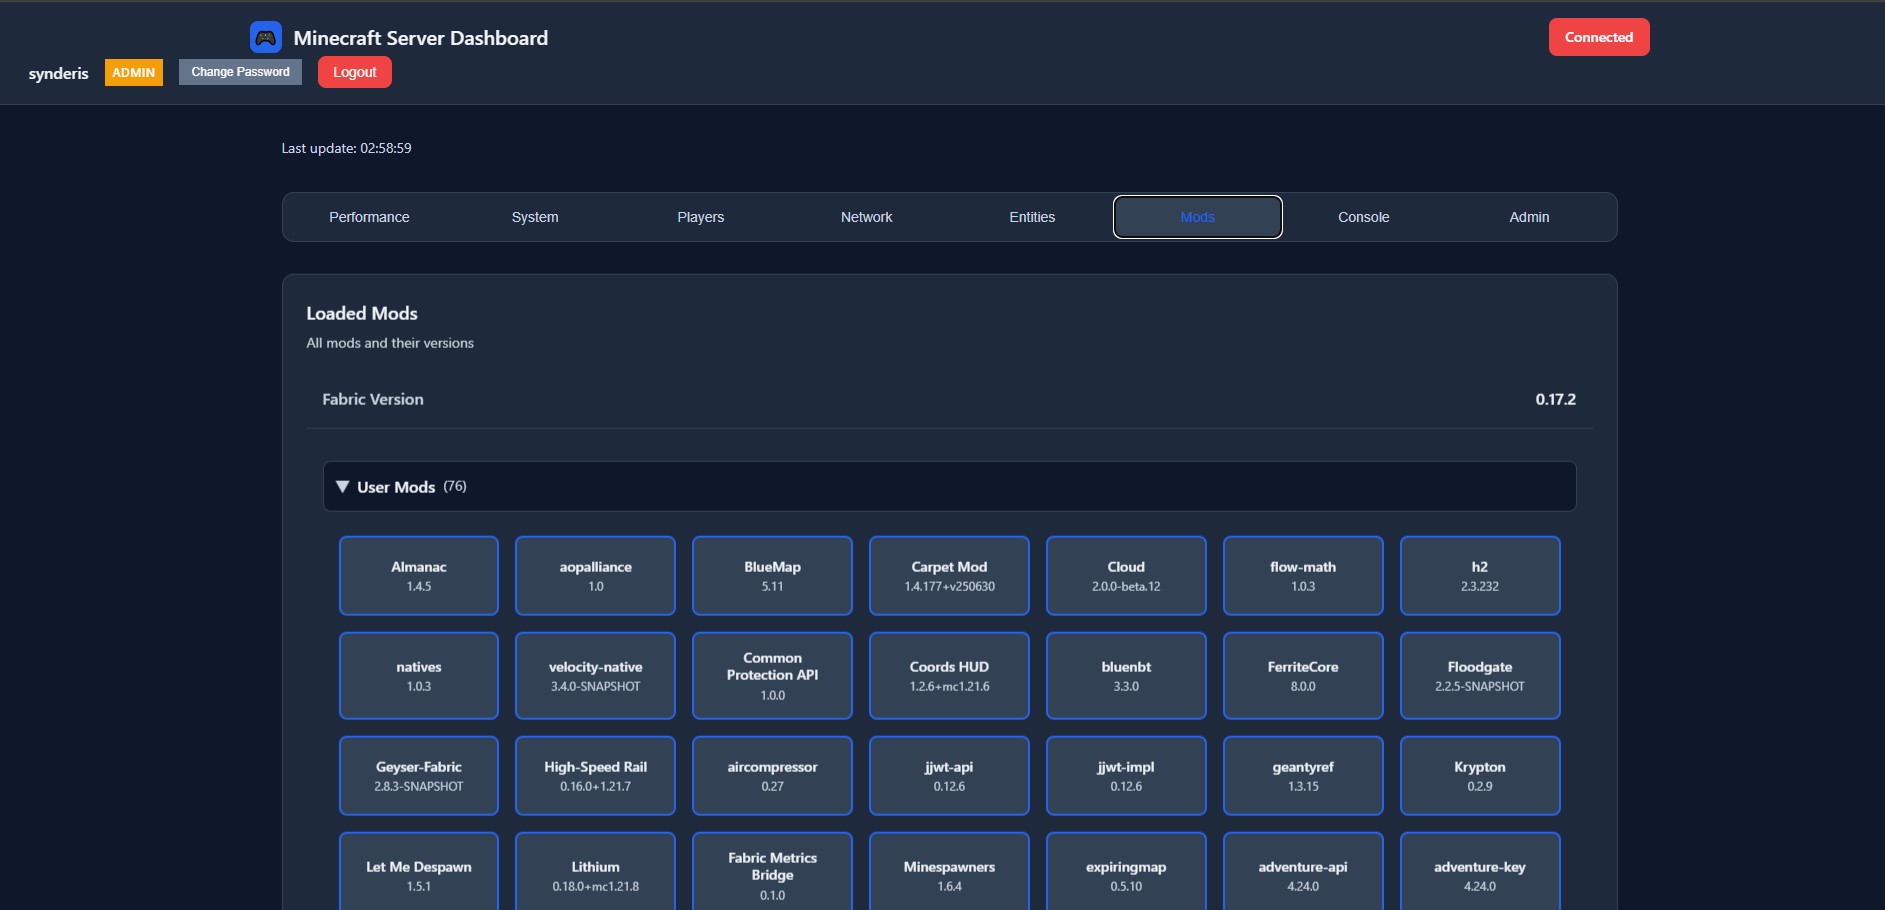 Minecraft Server Dashboard
Connected
synderis
ADMIN
Change Password
Logout
Last update: 02:58:59
Performance
System
Players
Network
Entities
Mods
Console
Admin
Loaded Mods
All mods and their versions
Fabric Version
0.17.2
▼ User Mods (76)
Almanac
1.4.5
aopalliance
1.0
BlueMap
5.11
Carpet Mod
1.4.177+v250630
Cloud
2.0.0-beta.12
flow-math
1.0.3
h2
2.3.232
natives
1.0.3
velocity-native
3.4.0-SNAPSHOT
Common
Protection API
1.0.0
Coords HUD
1.2.6+mc1.21.6
bluenbt
3.3.0
FerriteCore
8.0.0
Floodgate
2.2.5-SNAPSHOT
Geyser-Fabric
2.8.3-SNAPSHOT
High-Speed Rail
0.16.0+1.21.7
aircompressor
0.27
jjwt-api
0.12.6
jjwt-impl
0.12.6
geantyref
1.3.15
Krypton
0.2.9
Let Me Despawn
1.5.1
Lithium
0.18.0+mc1.21.8
Fabric Metrics
Bridge
0.1.0
Minespawners
1.6.4
expiringmap
0.5.10
adventure-api
4.24.0
adventure-key
4.24.0